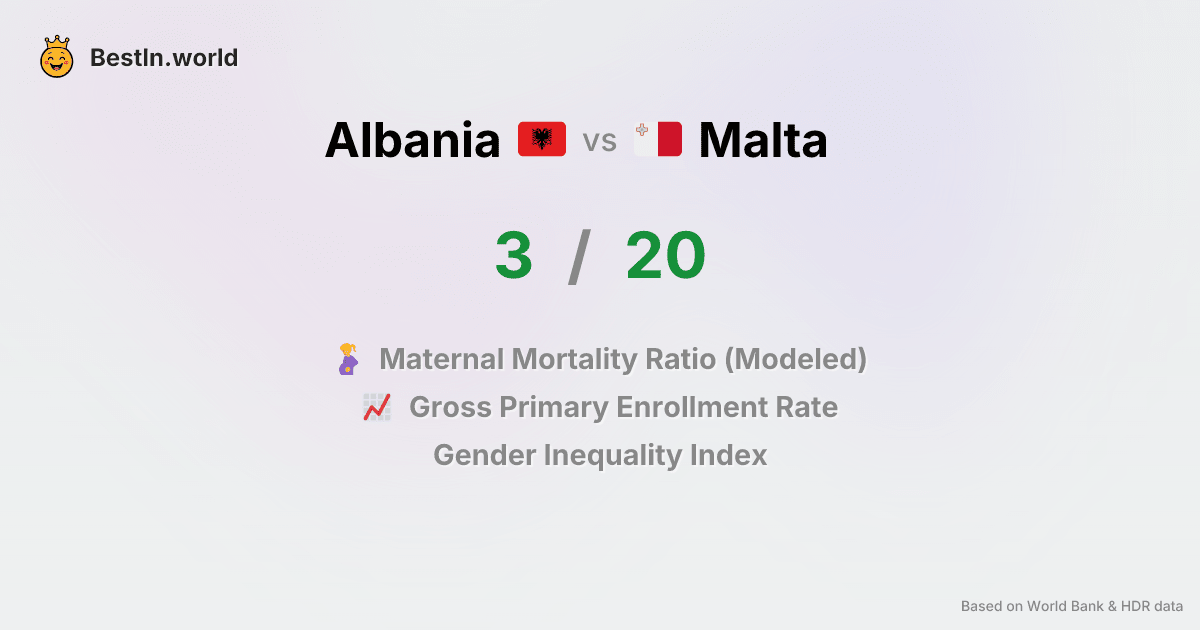 BestIn.world
Albania vs Malta
3 / 20
Maternal Mortality Ratio (Modeled)
Gross Primary Enrollment Rate
Gender Inequality Index
Based on World Bank & HDR data